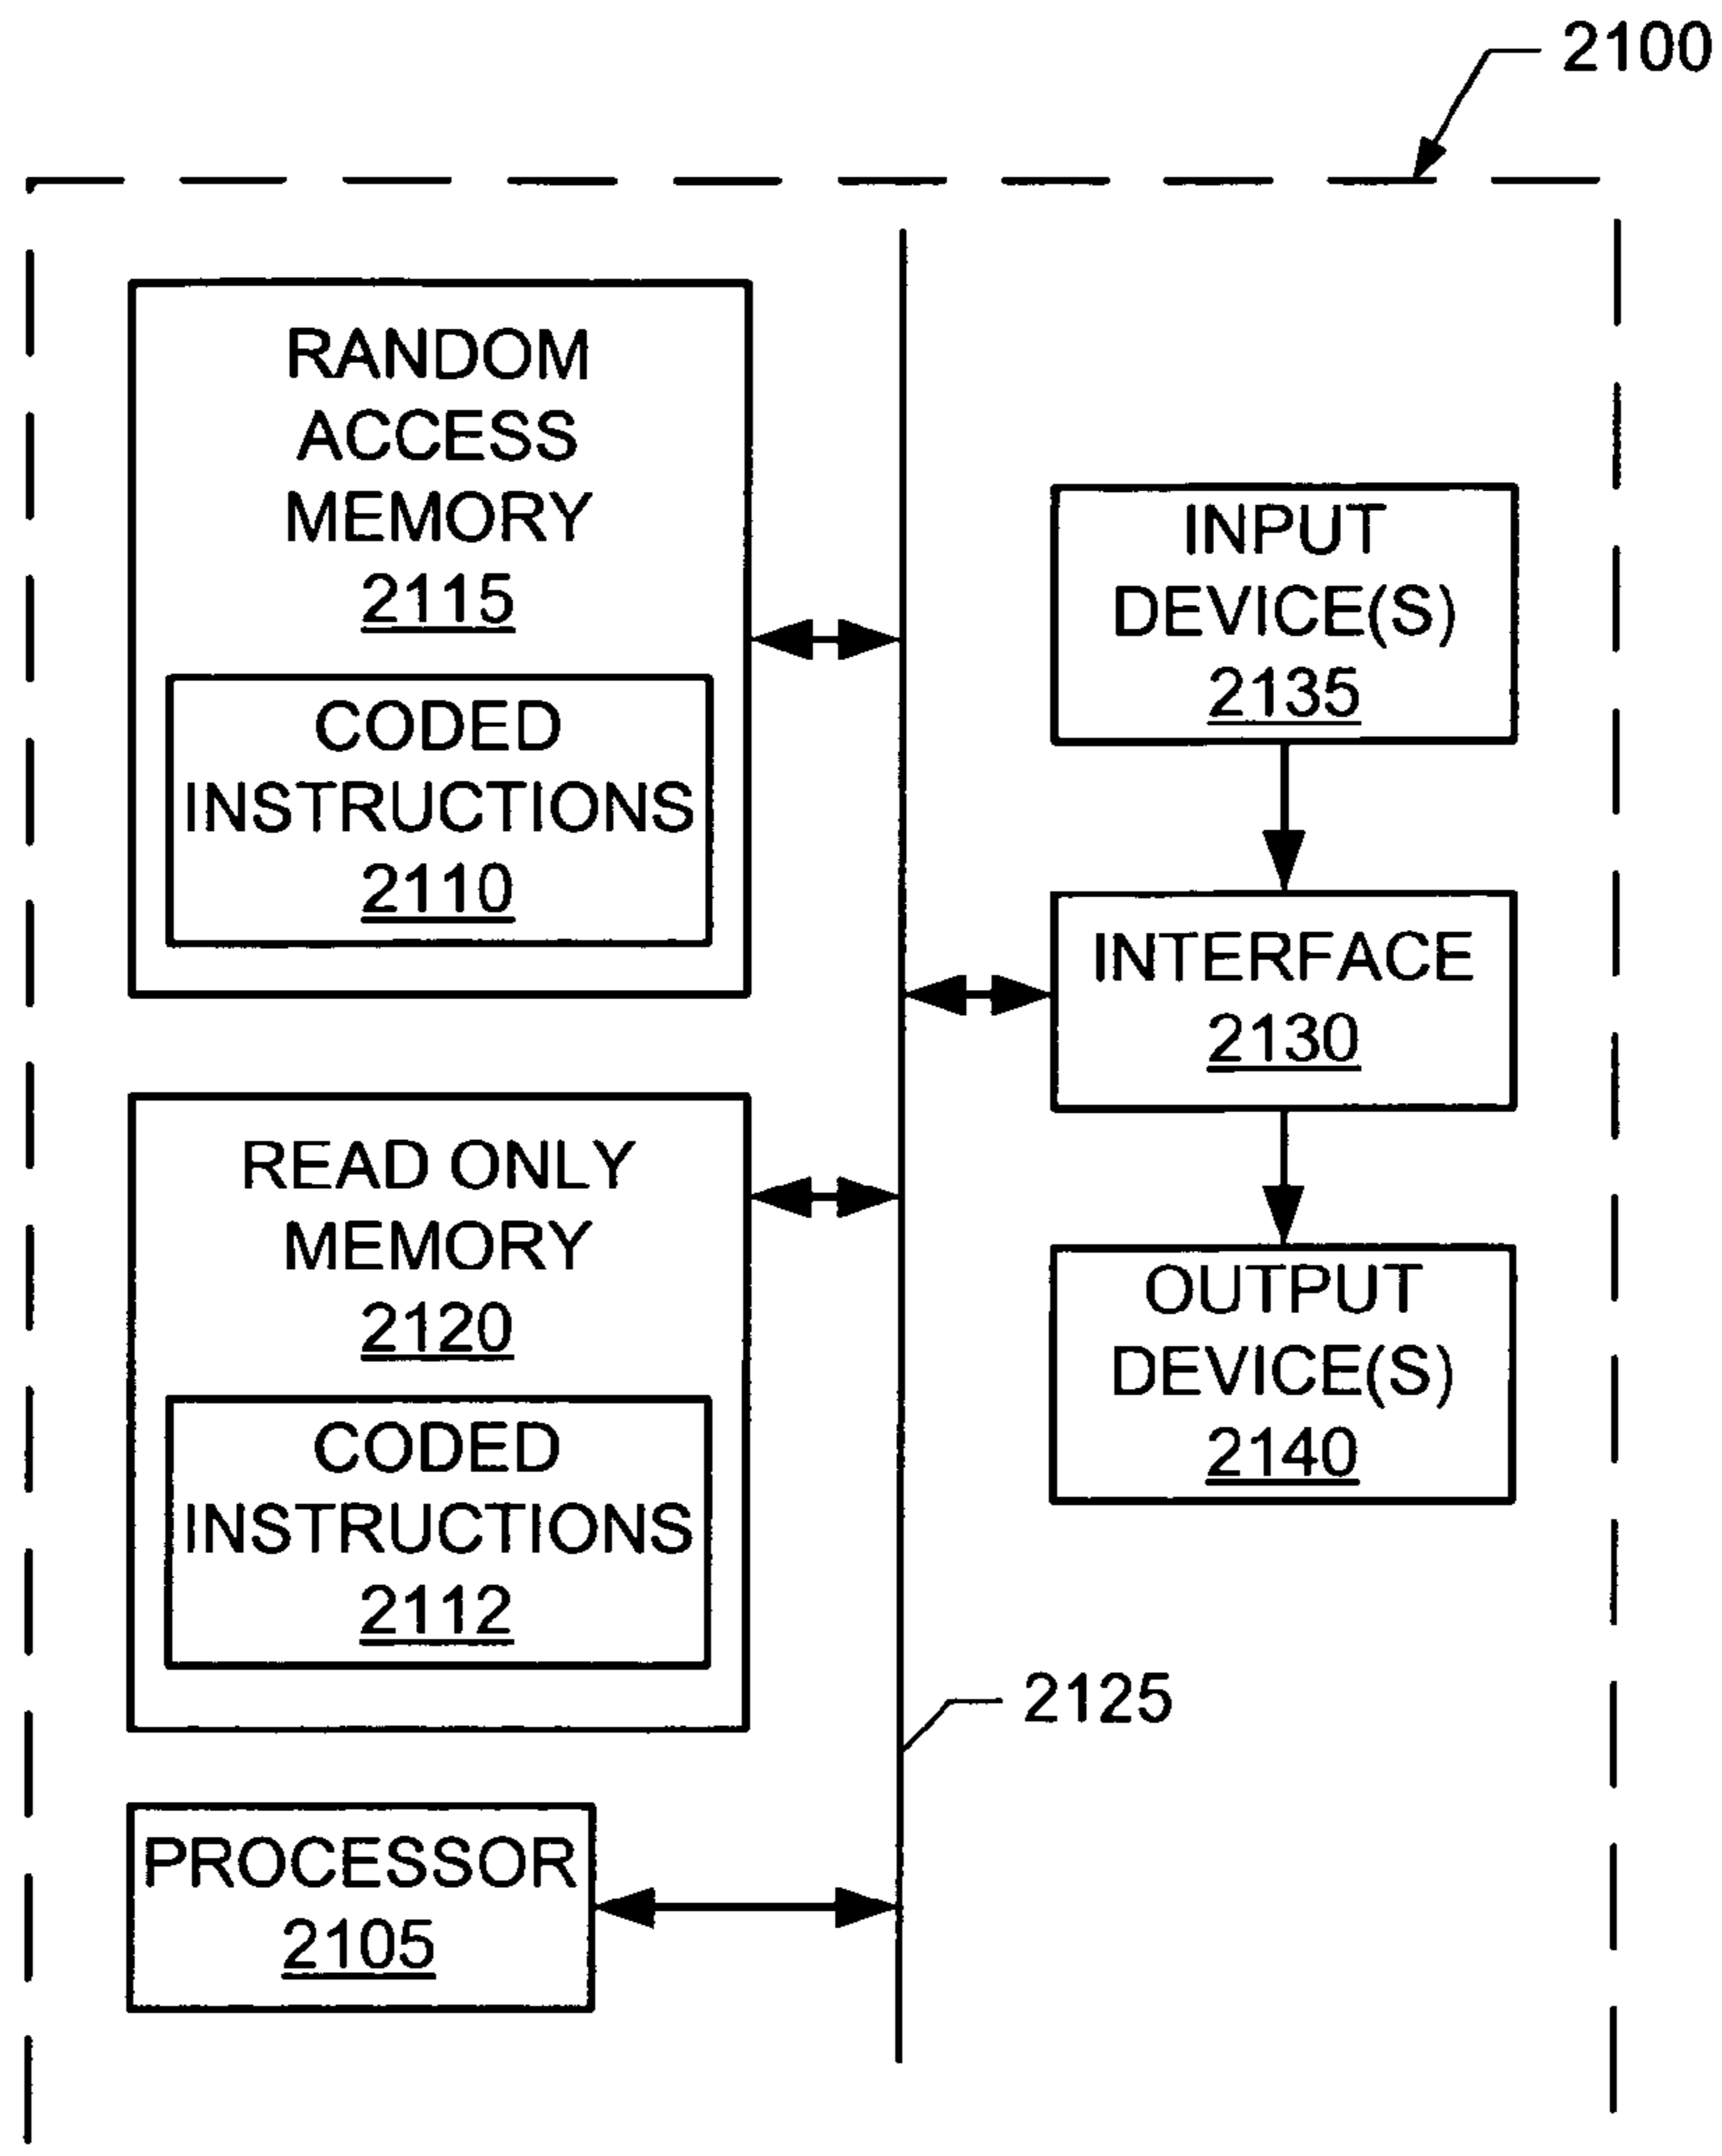 2100
RANDOM
ACCESS
MEMORY
2115
CODED
INSTRUCTIONS
2110
INPUT
DEVICE(S)
2135
INTERFACE
2130
READ ONLY
MEMORY
2120
CODED
INSTRUCTIONS
2112
OUTPUT
DEVICE(S)
2140
2125
PROCESSOR
2105